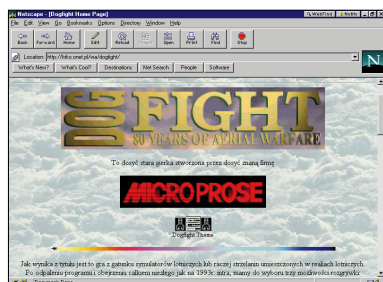 Netscape - [Dogfight Home Page]
File Edit View Go Bookmarks Options Directory Window Help
Back Forward Home Edit Reload Open Print Find Stop
Location: http://links.onet.pl/wa/dogfight/
What's New? What's Cool? Destinations Net Search People Software
N
DOG FIGHT
80 YEARS OF AERIAL WARFARE
To dosyć stara gierka stworzona przez dosyć znaną firmę
MICROPROSE
Dogfight Theme
Jak wynika z tytułu jest to gra z gatunku symulatorów lotniczych lub raczej strzelanin umieszczonych w realiach lotniczych.
Po odpaleniu programu i obejrzeniu całkiem niezłego jak na 1993r. intra, mamy do wyboru trzy możliwości rozgrywki